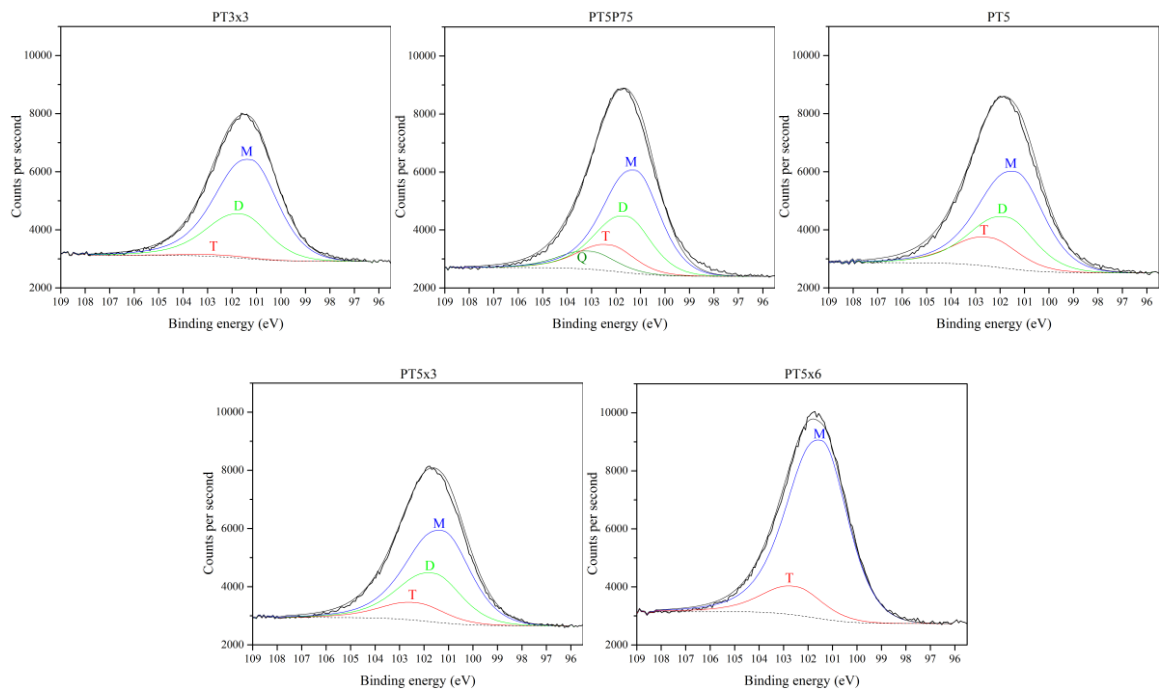 PT3x3
10000
8000
6000
4000
2000
Counts per second
M
D
T
109 108 107 106 105 104 103 102 101 100 99 98 97 96
Binding energy (eV)
PT5P75
10000
8000
6000
4000
2000
Counts per second
M
D
T
Q
109 108 107 106 105 104 103 102 101 100 99 98 97 96
Binding energy (eV)
PT5
10000
8000
6000
4000
2000
Counts per second
M
D
T
109 108 107 106 105 104 103 102 101 100 99 98 97 96
Binding energy (eV)
PT5x3
10000
8000
6000
4000
2000
Counts per second
M
D
T
109 108 107 106 105 104 103 102 101 100 99 98 97 96
Binding energy (eV)
PT5x6
10000
8000
6000
4000
2000
Counts per second
M
T
109 108 107 106 105 104 103 102 101 100 99 98 97 96
Binding energy (eV)